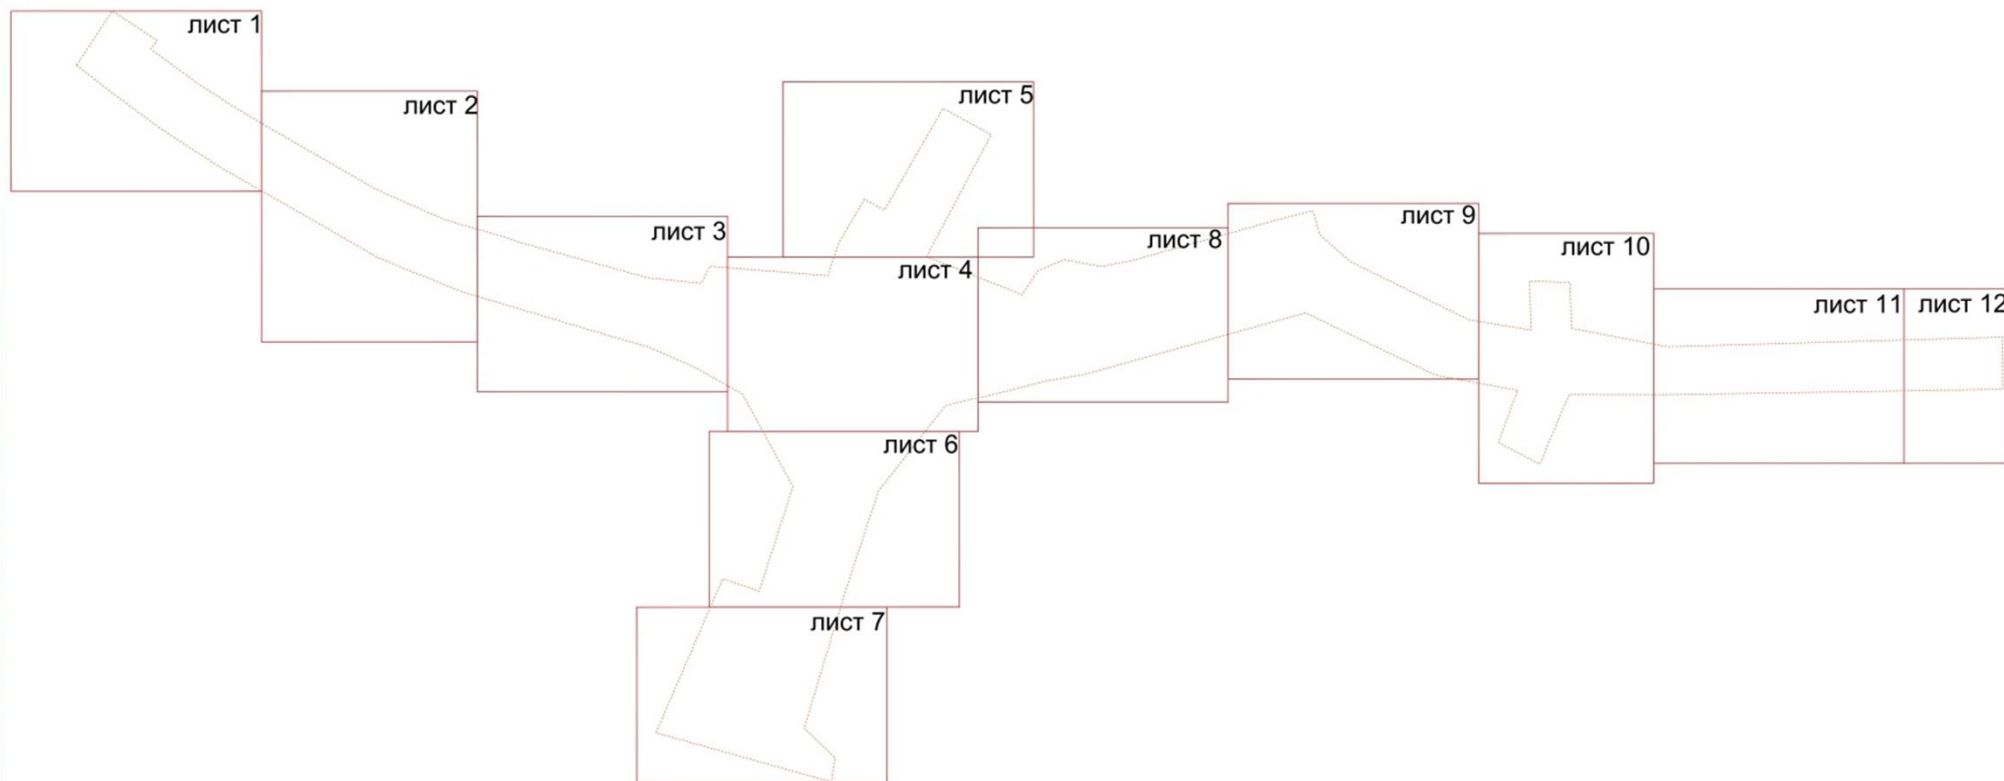 лист 1
лист 2
лист 3
лист 4
лист 5
лист 6
лист 7
лист 8
лист 9
лист 10
лист 11
лист 12